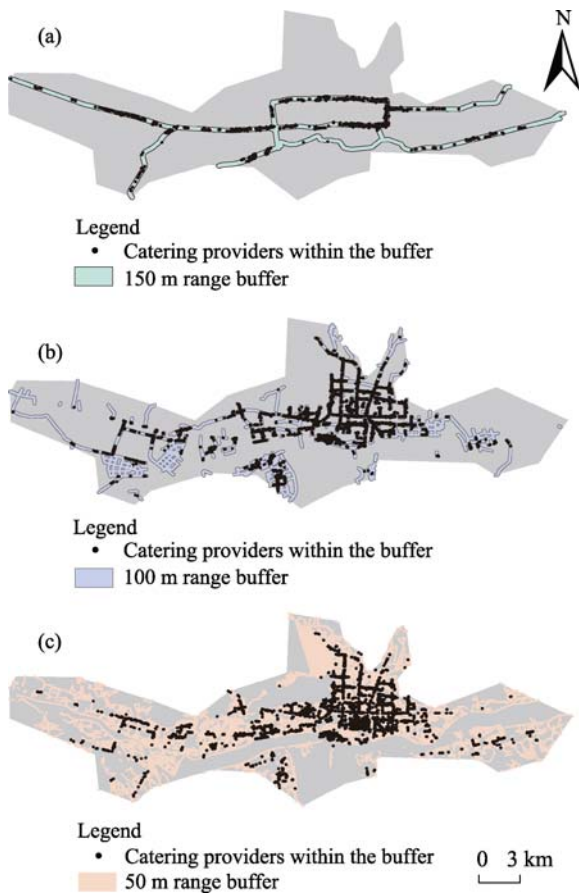 (a)
N
Legend
Catering providers within the buffer
150 m range buffer
(b)
Legend
Catering providers within the buffer
100 m range buffer
(c)
Legend
Catering providers within the buffer
50 m range buffer
0 3 km